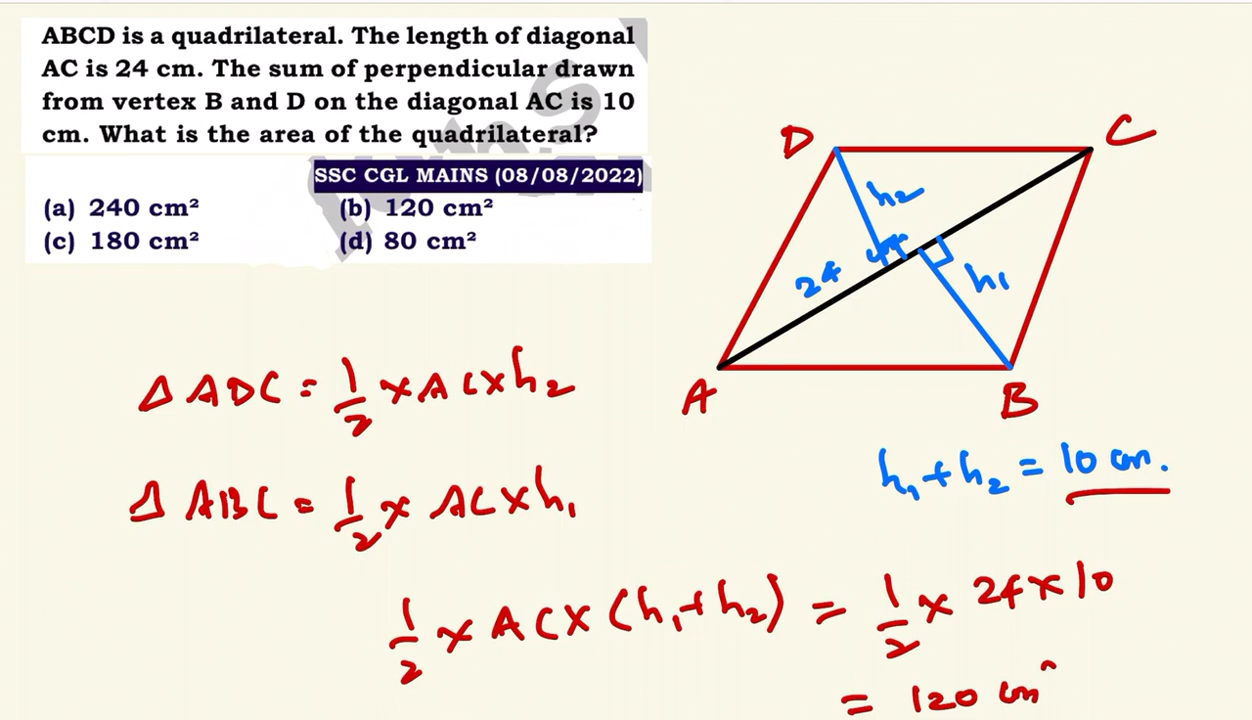 ABCD is a quadrilateral. The length of diagonal
AC is 24 cm. The sum of perpendicular drawn
from vertex B and D on the diagonal AC is 10
cm. What is the area of the quadrilateral?
SSC CGL MAINS (08/08/2022)
(a) 240 cm² (b) 120 cm²
(c) 180 cm² (d) 80 cm²
D C
h₂
24 h₁
A B
h₁+h₂ = 10 cm.
Δ ADC = 1/2 × AC × h₂
Δ ABC = 1/2 × AC × h₁
1/2 × AC × (h₁+h₂) = 1/2 × 24 × 10
= 120 cm²